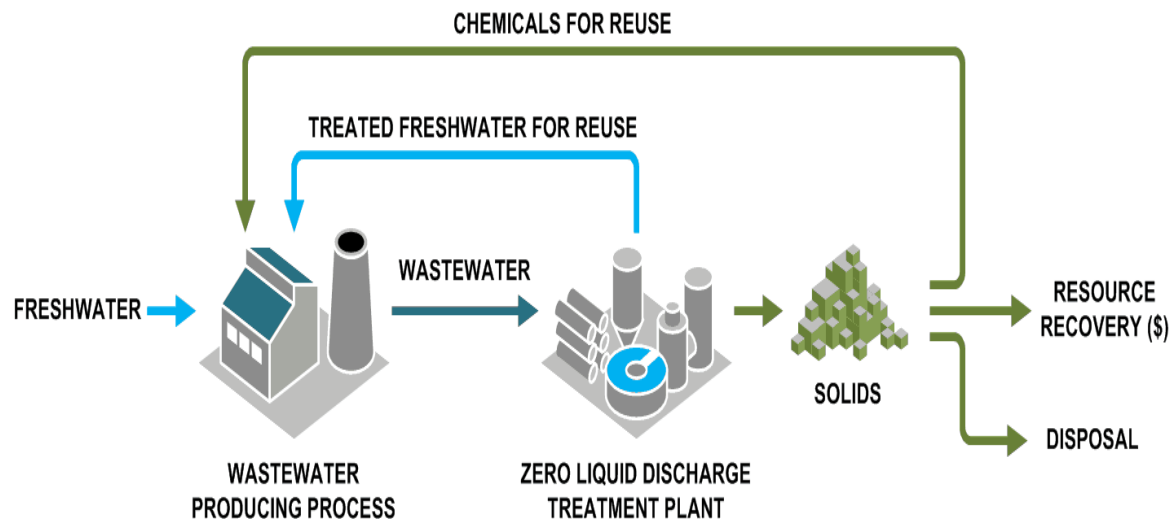 CHEMICALS FOR REUSE
TREATED FRESHWATER FOR REUSE
WASTEWATER
FRESHWATER
RESOURCE
RECOVERY ($)
SOLIDS
DISPOSAL
WASTEWATER
PRODUCING PROCESS
ZERO LIQUID DISCHARGE
TREATMENT PLANT